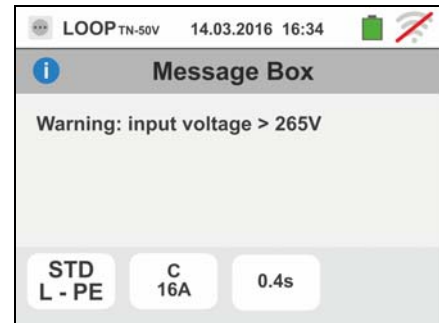 LOOP TN-50V 14.03.2016 16:34
i Message Box
Warning: input voltage > 265V
STD C 0.4s
L - PE 16A